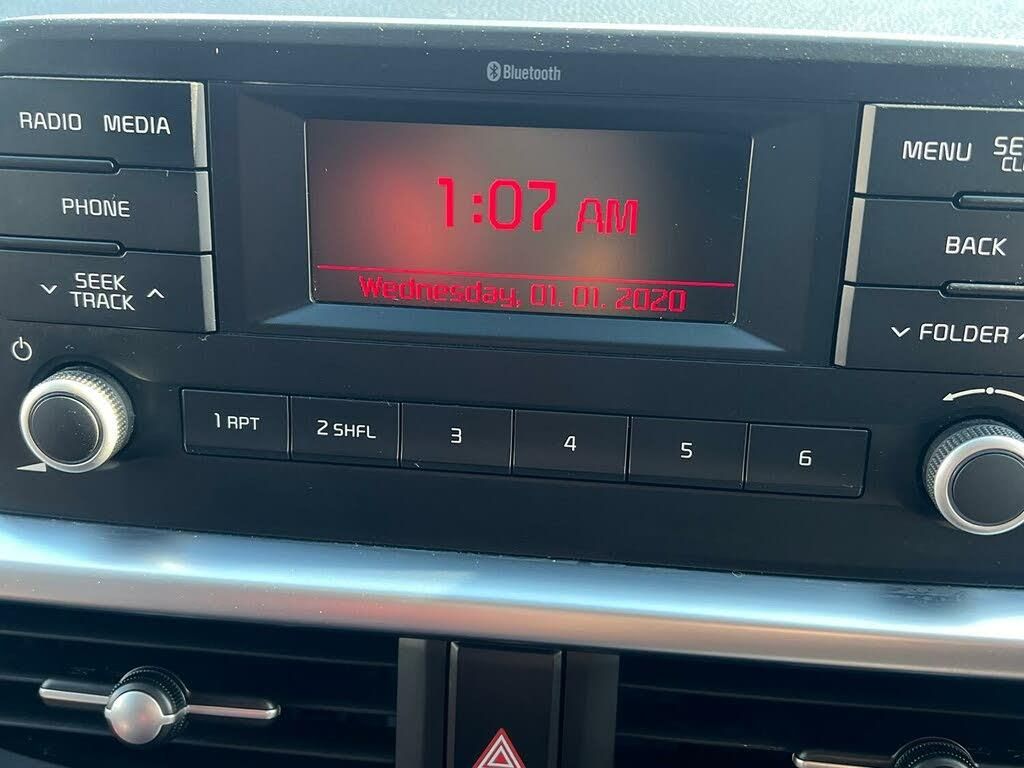 Bluetooth
RADIO MEDIA
PHONE
SEEK
TRACK
1:07 AM
Wednesday, 01. 01. 2020
MENU
BACK
FOLDER
1 RPT
2 SHFL
3
4
5
6